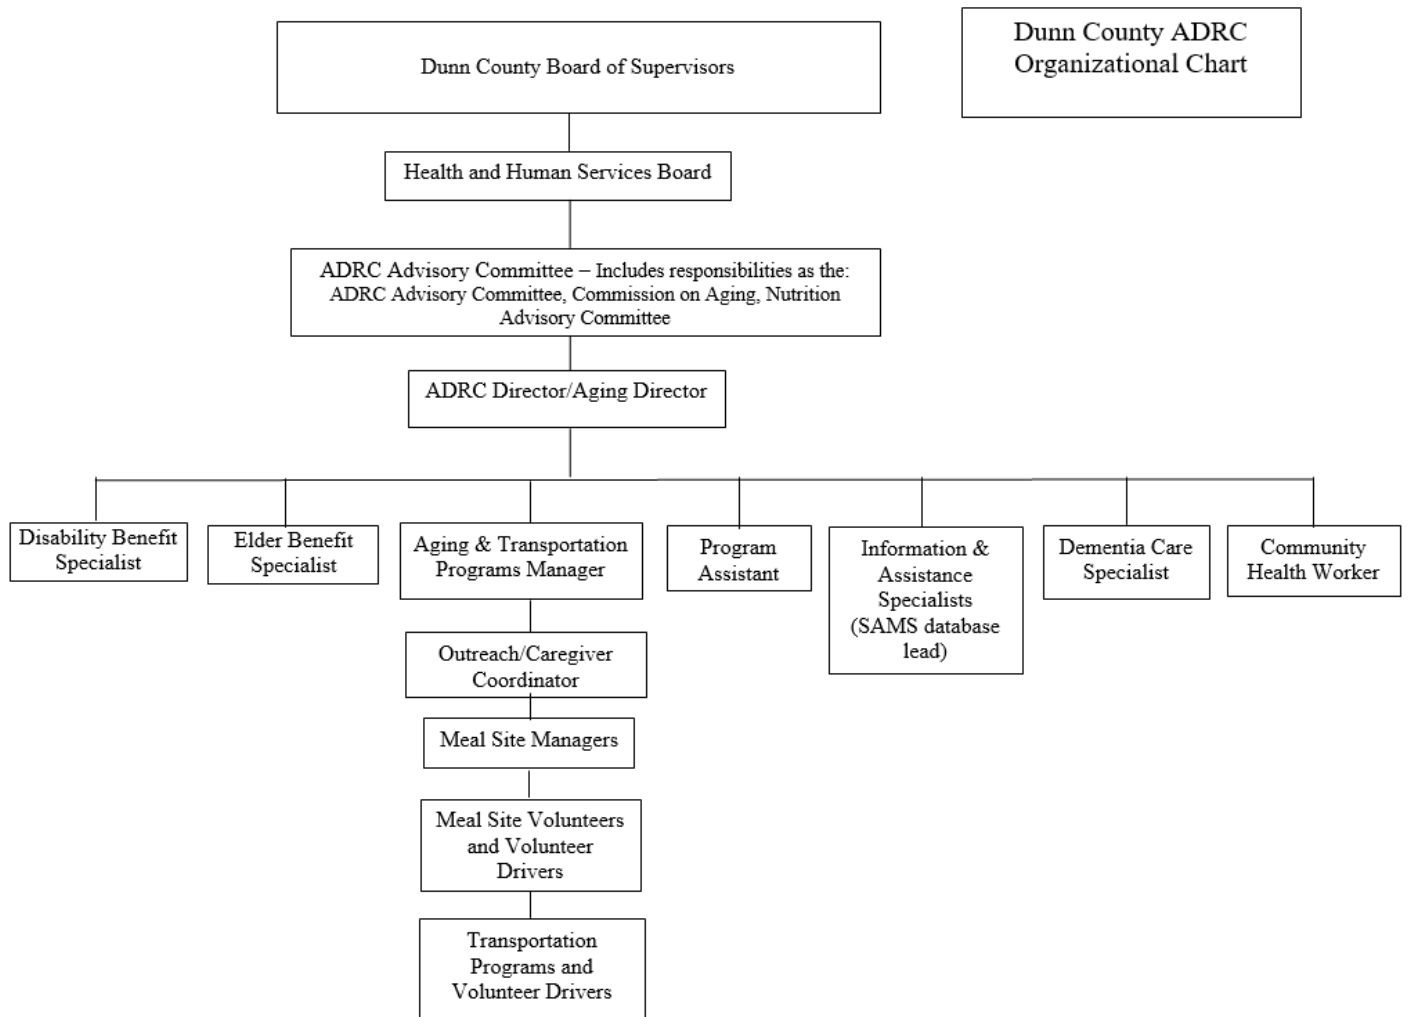 Dunn County Board of Supervisors
Dunn County ADRC
Organizational Chart
Health and Human Services Board
ADRC Advisory Committee – Includes responsibilities as the:
ADRC Advisory Committee, Commission on Aging, Nutrition
Advisory Committee
ADRC Director/Aging Director
Disability Benefit
Specialist
Elder Benefit
Specialist
Aging & Transportation
Programs Manager
Program
Assistant
Information &
Assistance
Specialists
(SAMS database
lead)
Dementia Care
Specialist
Community
Health Worker
Outreach/Caregiver
Coordinator
Meal Site Managers
Meal Site Volunteers
and Volunteer
Drivers
Transportation
Programs and
Volunteer Drivers